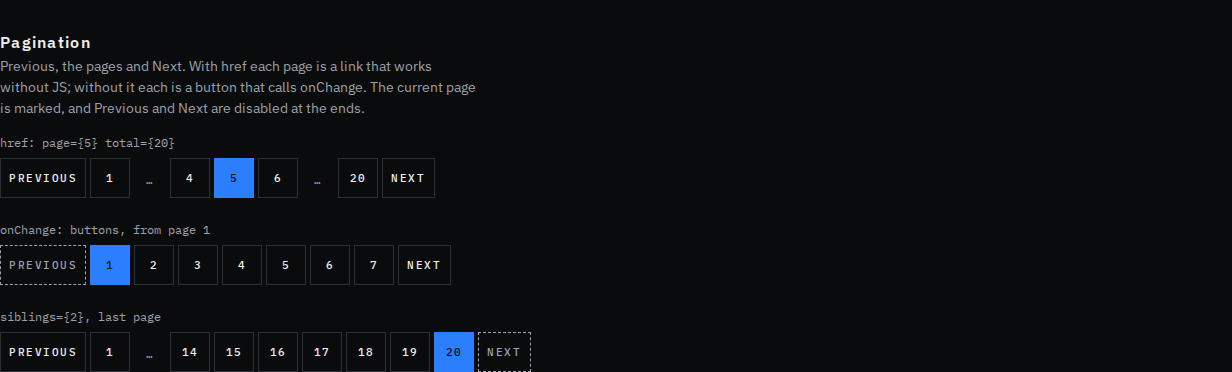 Pagination
Previous, the pages and Next. With href each page is a link that works
without JS; without it each is a button that calls onChange. The current page
is marked, and Previous and Next are disabled at the ends.
href: page={5} total={20}
PREVIOUS 1 … 4 5 6 … 20 NEXT
onChange: buttons, from page 1
PREVIOUS 1 2 3 4 5 6 7 NEXT
siblings={2}, last page
PREVIOUS 1 … 14 15 16 17 18 19 20 NEXT